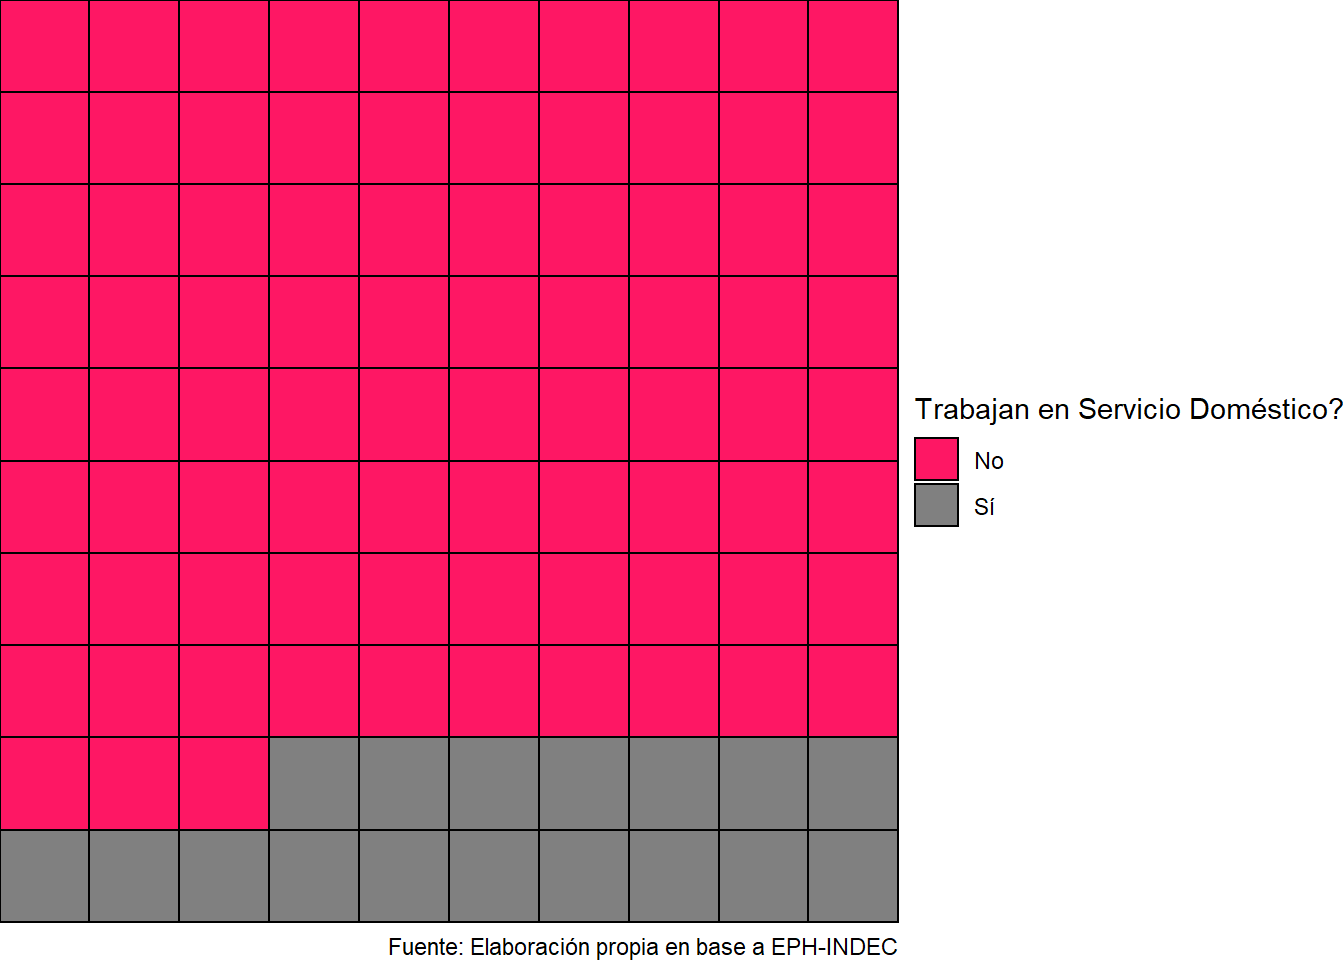 Trabajan en Servicio Doméstico?
No
Sí
Fuente: Elaboración propia en base a EPH-INDEC